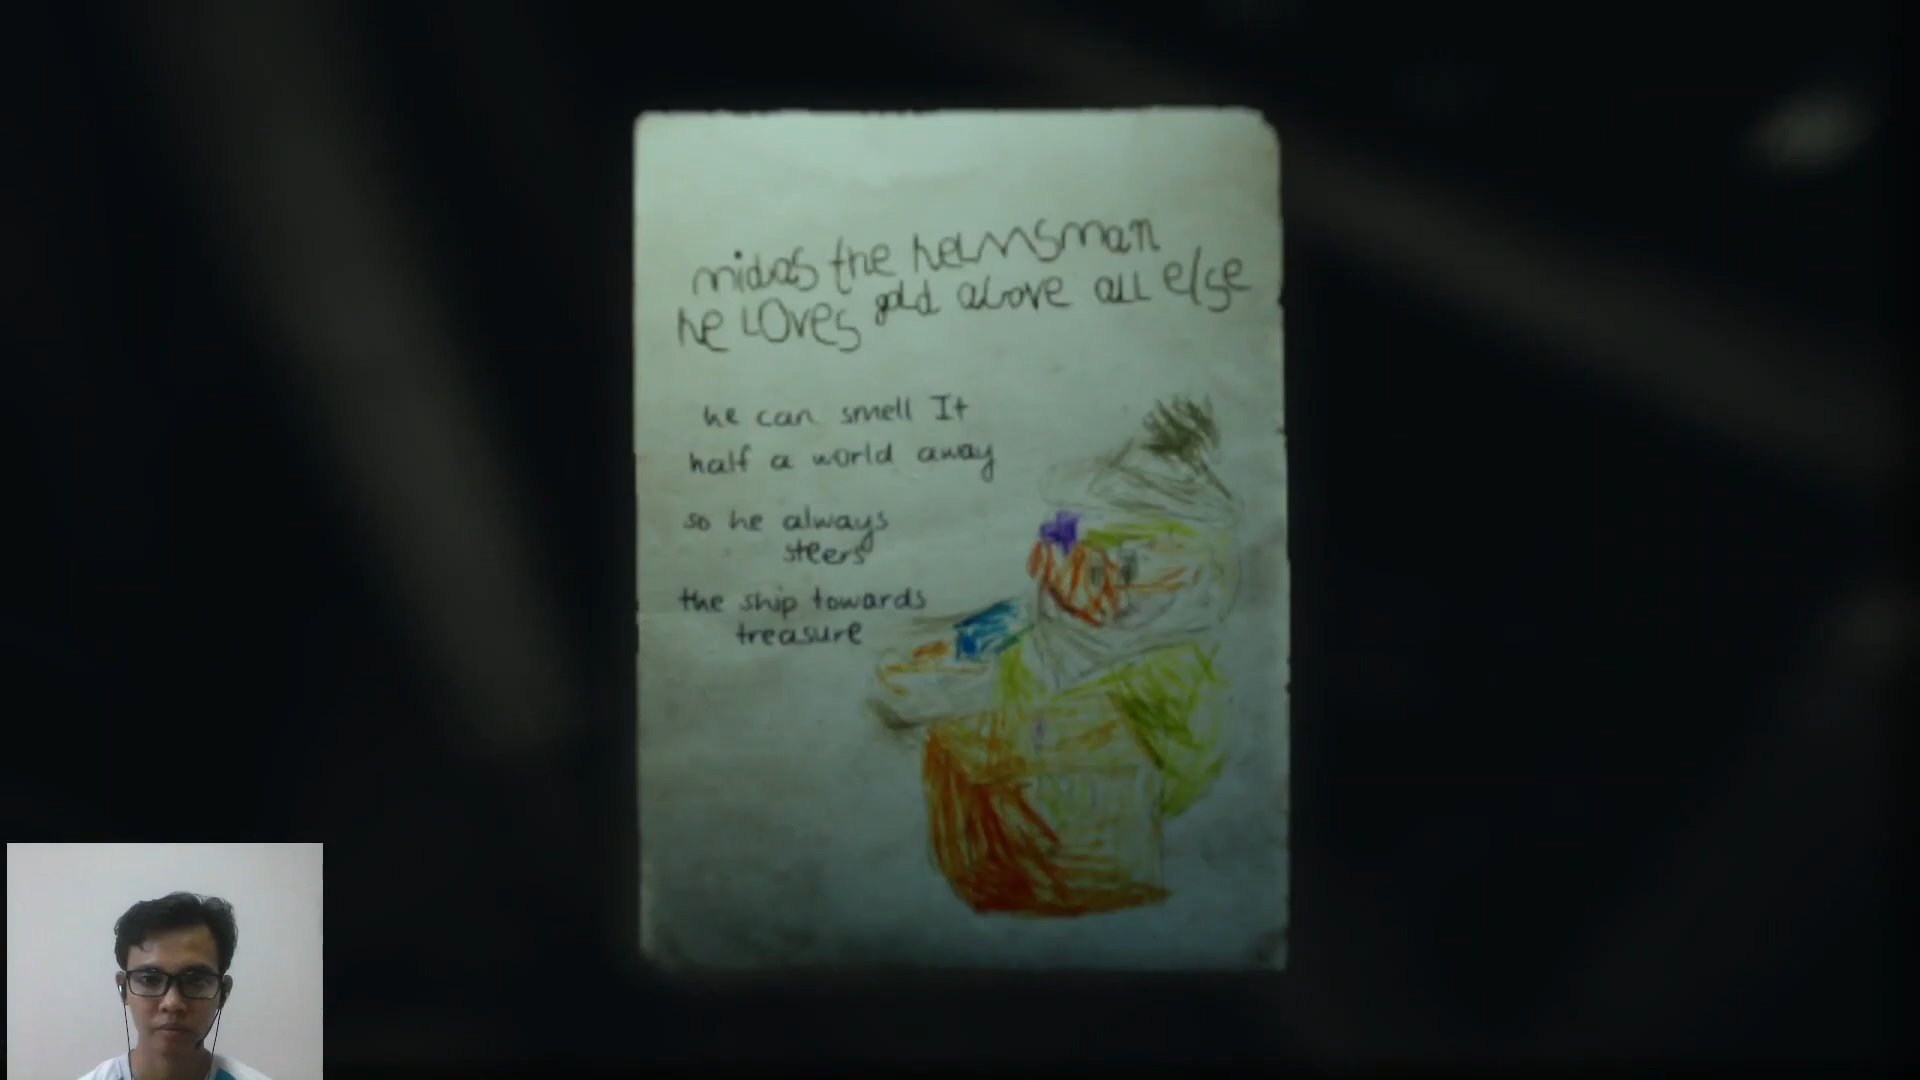 midas the helmsman
he LOves gold above all else
he can smell It
half a world away
so he always
steers
the ship towards
treasure